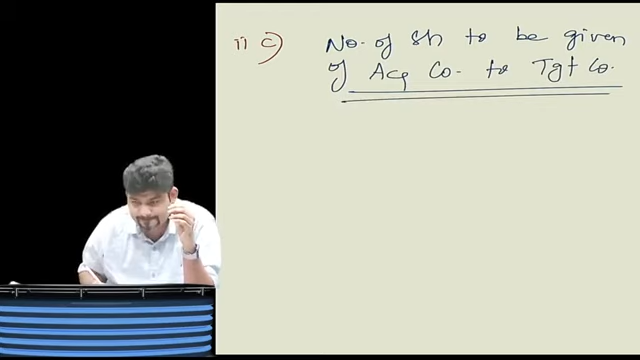 ii c) No. of sh to be given
of Acq Co. to Tgt Co.